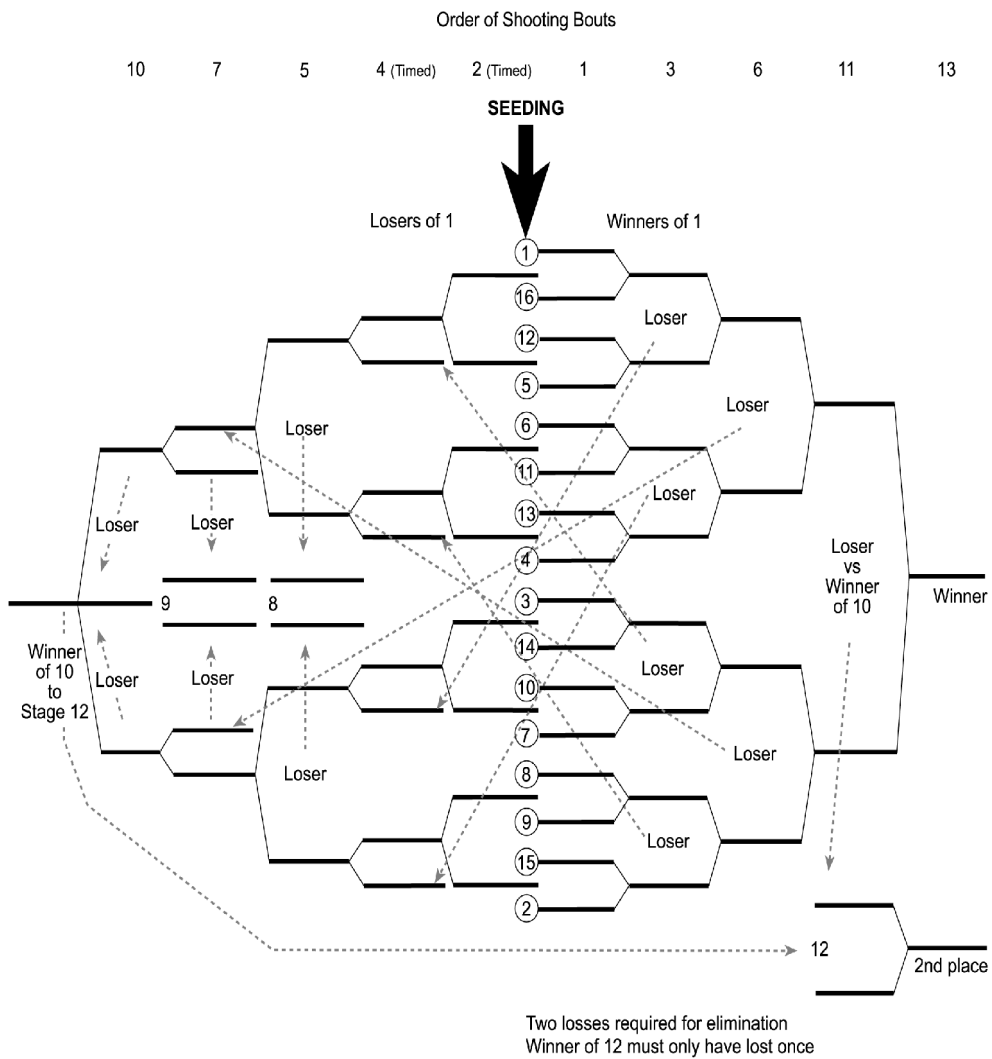 Order of Shooting Bouts
10 7 5 4 (Timed) 2 (Timed) 1 3 6 11 13
SEEDING
Losers of 1
Winners of 1
1
16
Loser
12
5
Loser
6
Loser
11
Loser
13
Loser
Loser
4
Loser
vs
Winner
of 10
9
8
3
Winner
Winner
of 10
to
Stage 12
14
Loser
Loser
Loser
10
7
Loser
Loser
8
9
Loser
15
2
12
2nd place
Two losses required for elimination
Winner of 12 must only have lost once